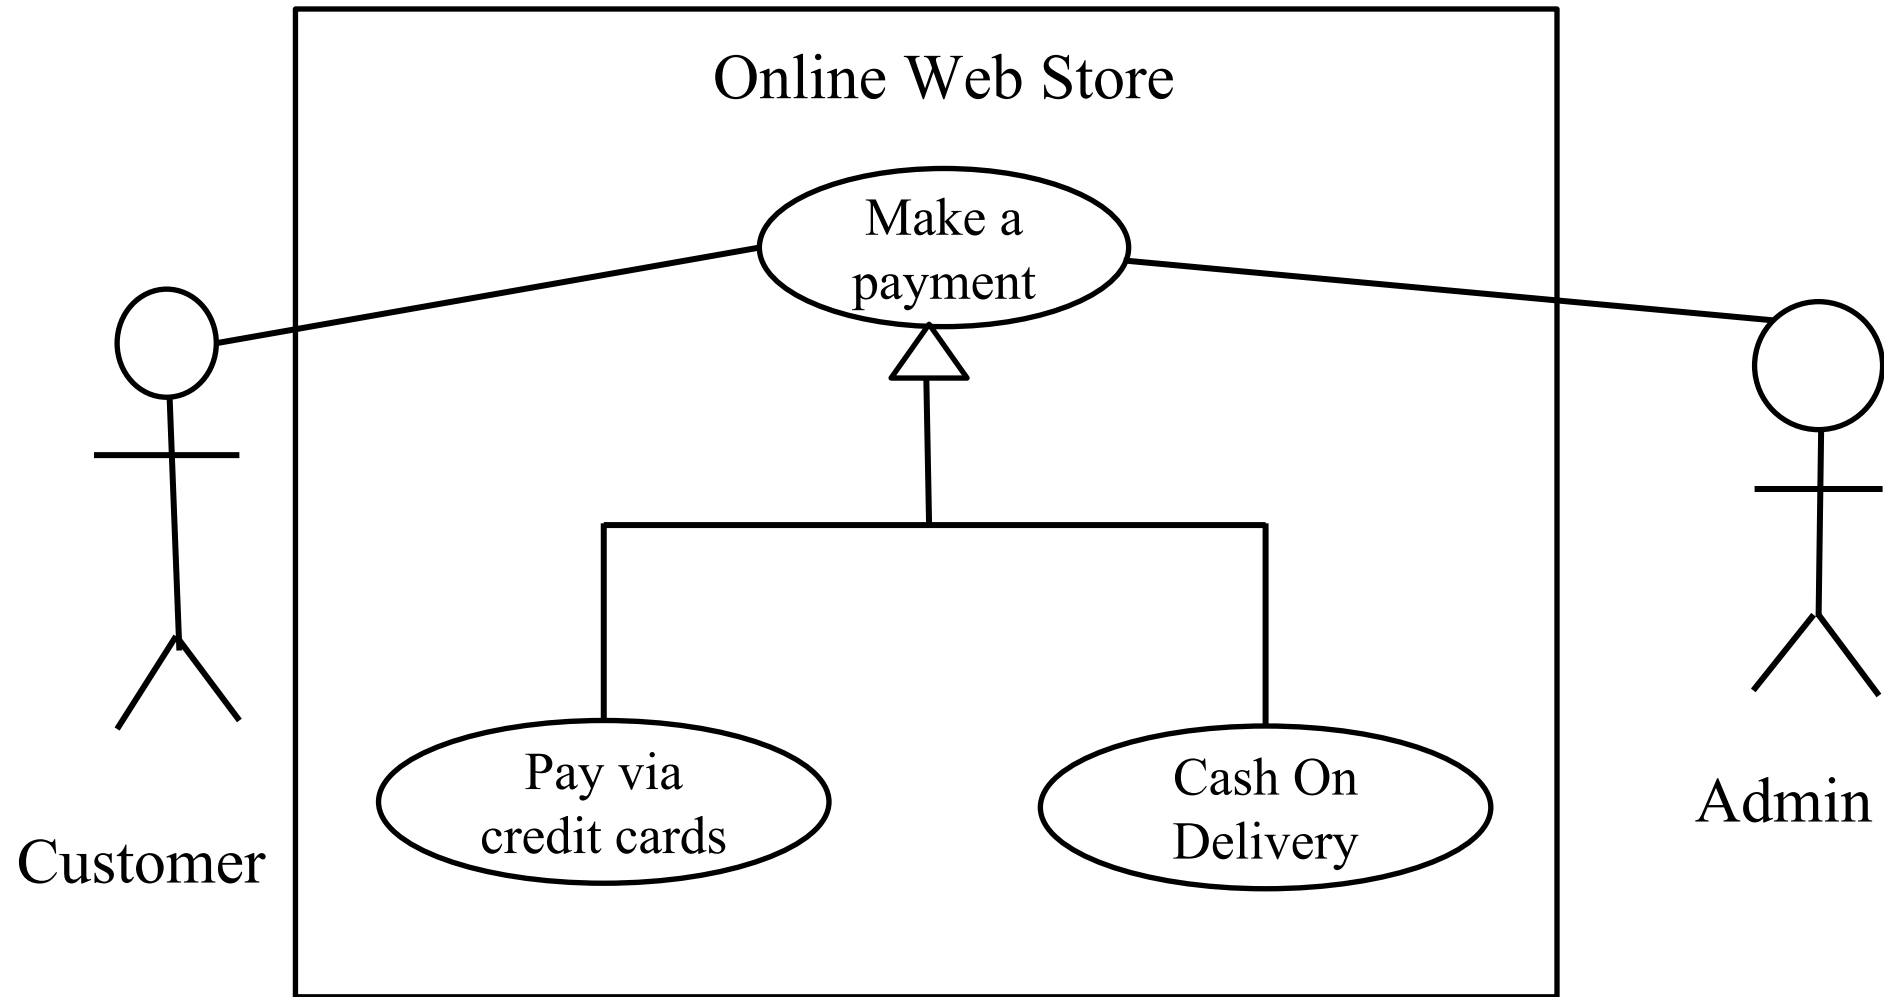 Online Web Store
Make a
payment
Pay via
credit cards
Cash On
Delivery
Customer
Admin